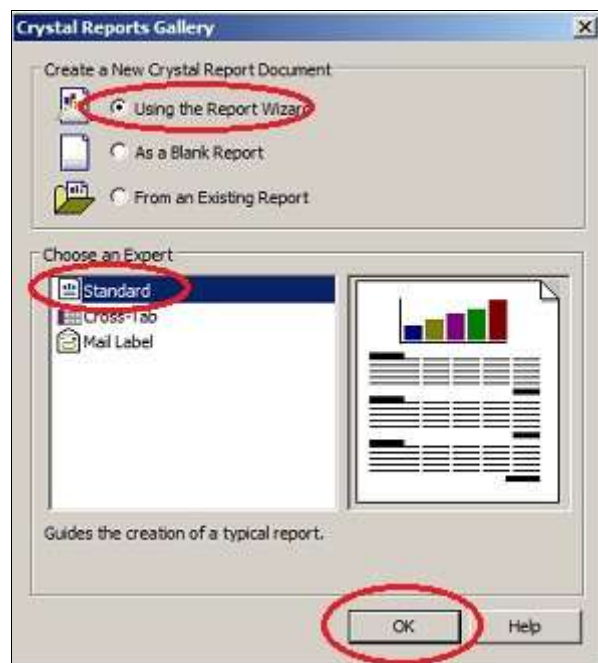 Crystal Reports Gallery
Create a New Crystal Report Document
Using the Report Wizard
As a Blank Report
From an Existing Report
Choose an Expert
Standard
Cross-Tab
Mail Label
Guides the creation of a typical report.
OK Help